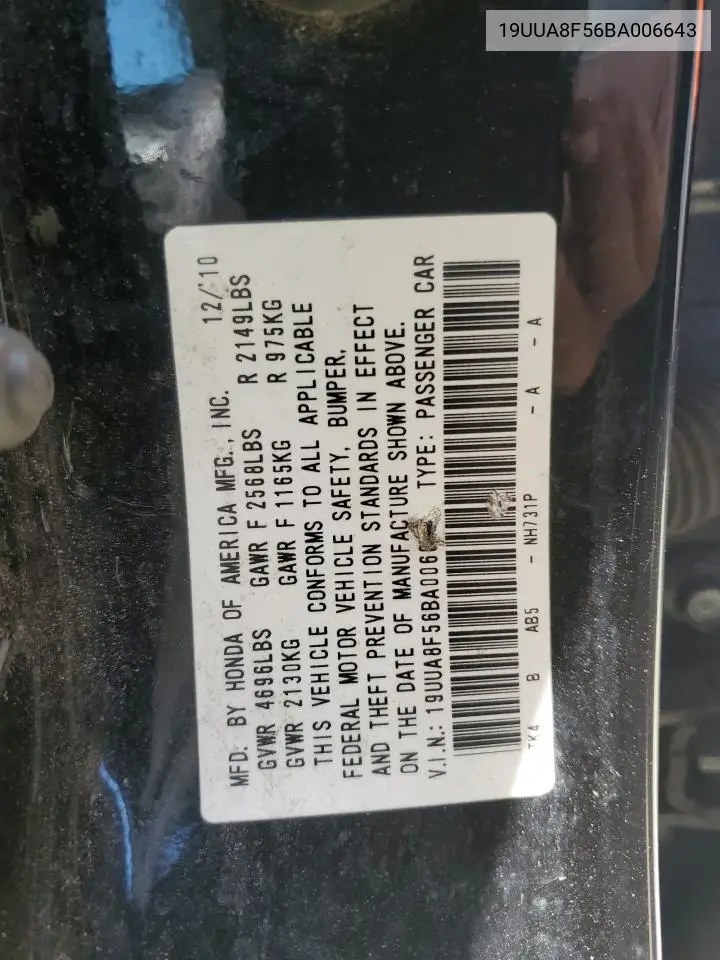 19UUA8F56BA006643
MFD. BY HONDA OF AMERICA MFG., INC. 12/10
GVWR 4696LBS GAWR F 2568LBS R 2149LBS
GVWR 2130KG GAWR F 1165KG R 975KG
THIS VEHICLE CONFORMS TO ALL APPLICABLE
FEDERAL MOTOR VEHICLE SAFETY, BUMPER,
AND THEFT PREVENTION STANDARDS IN EFFECT
ON THE DATE OF MANUFACTURE SHOWN ABOVE.
V.I.N.: TYPE: PASSENGER CAR
TK4 B AB5 - NH731P - A - A